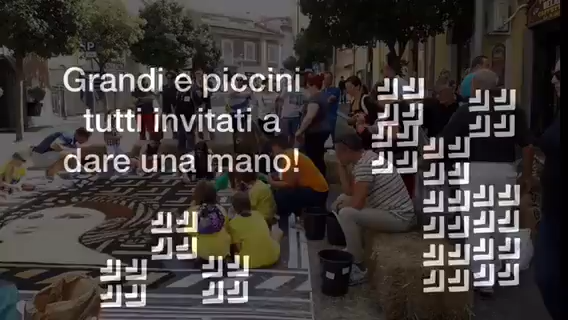 Grandi e piccini
tutti invitati a
dare una mano!